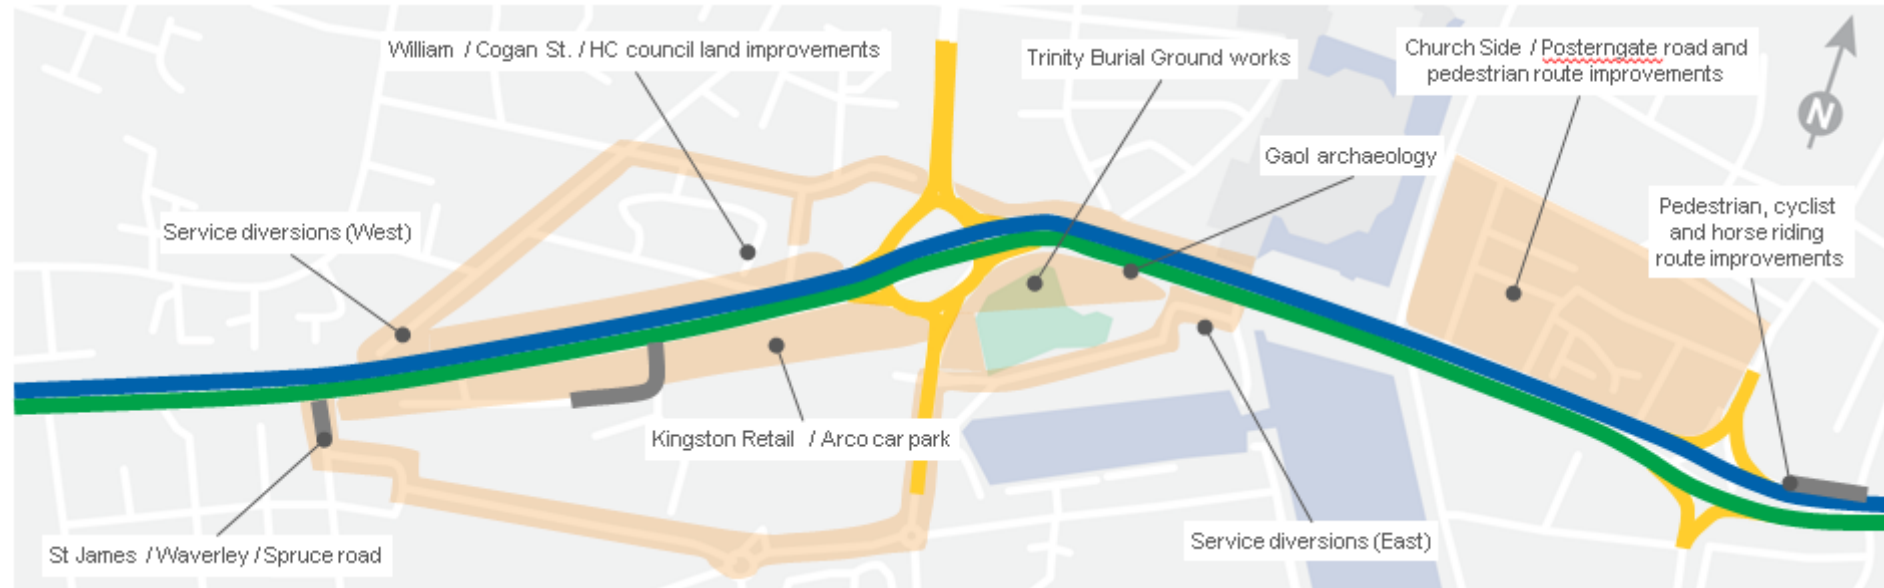 William / Cogan St. / HC council land improvements
Trinity Burial Ground works
Church Side / Posterngate road and
pedestrian route improvements
N
Gaol archaeology
Pedestrian, cyclist
and horse riding
route improvements
Service diversions (West)
Kingston Retail / Arco car park
St James / Waverley / Spruce road
Service diversions (East)